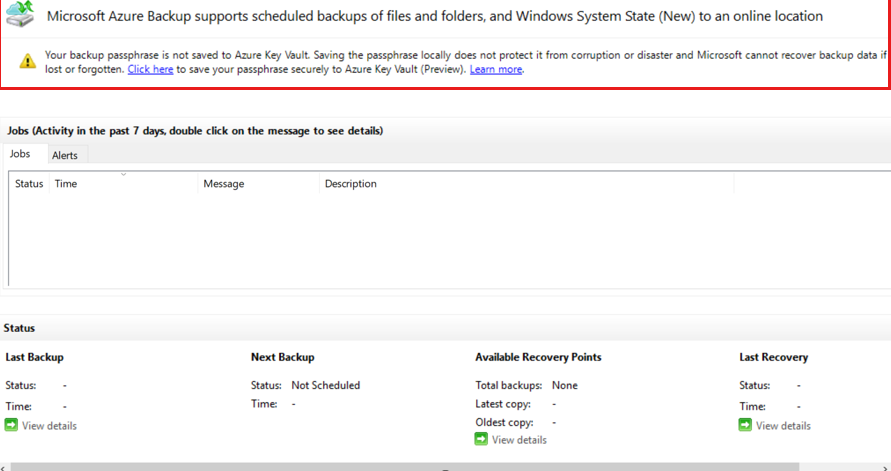 Microsoft Azure Backup supports scheduled backups of files and folders, and Windows System State (New) to an online location
Your backup passphrase is not saved to Azure Key Vault. Saving the passphrase locally does not protect it from corruption or disaster and Microsoft cannot recover backup data if
lost or forgotten. Click here to save your passphrase securely to Azure Key Vault (Preview). Learn more.
Jobs (Activity in the past 7 days, double click on the message to see details)
Jobs Alerts
Status Time Message Description
Status
Last Backup Next Backup Available Recovery Points Last Recovery
Status: - Status: Not Scheduled Total backups: None Status: -
Time: - Time: - Latest copy: - Time: -
View details Oldest copy: - View details
View details